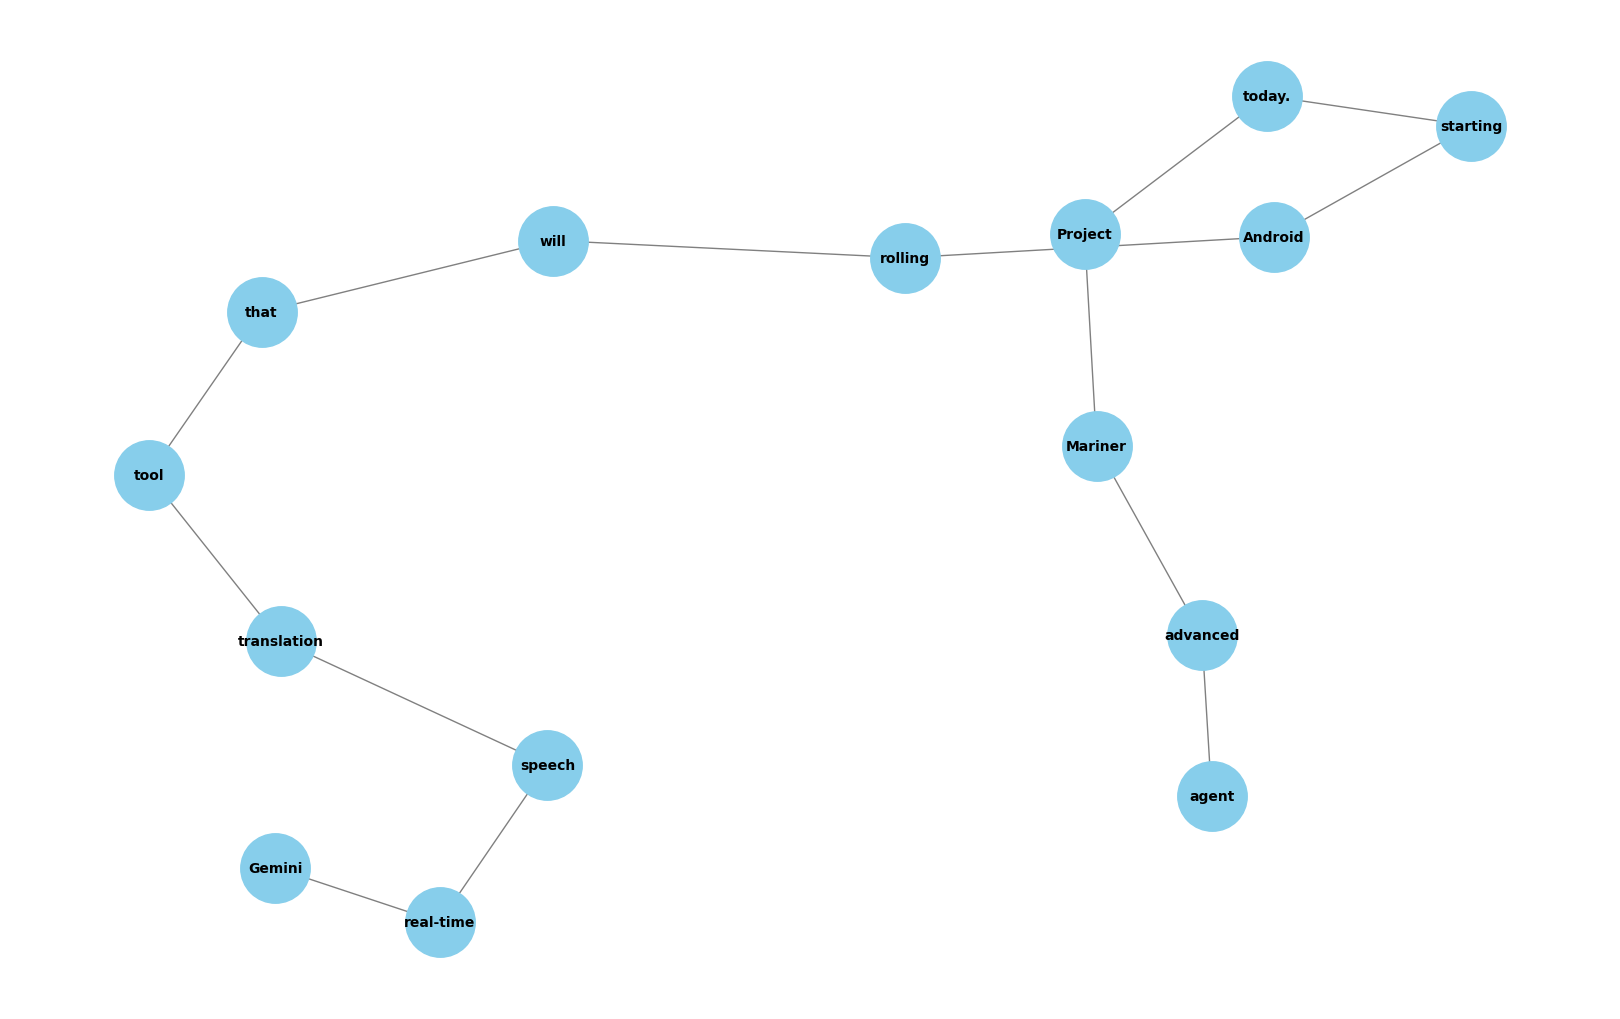 today.
starting
Project
Android
will
rolling
that
Mariner
tool
translation
advanced
speech
agent
Gemini
real-time